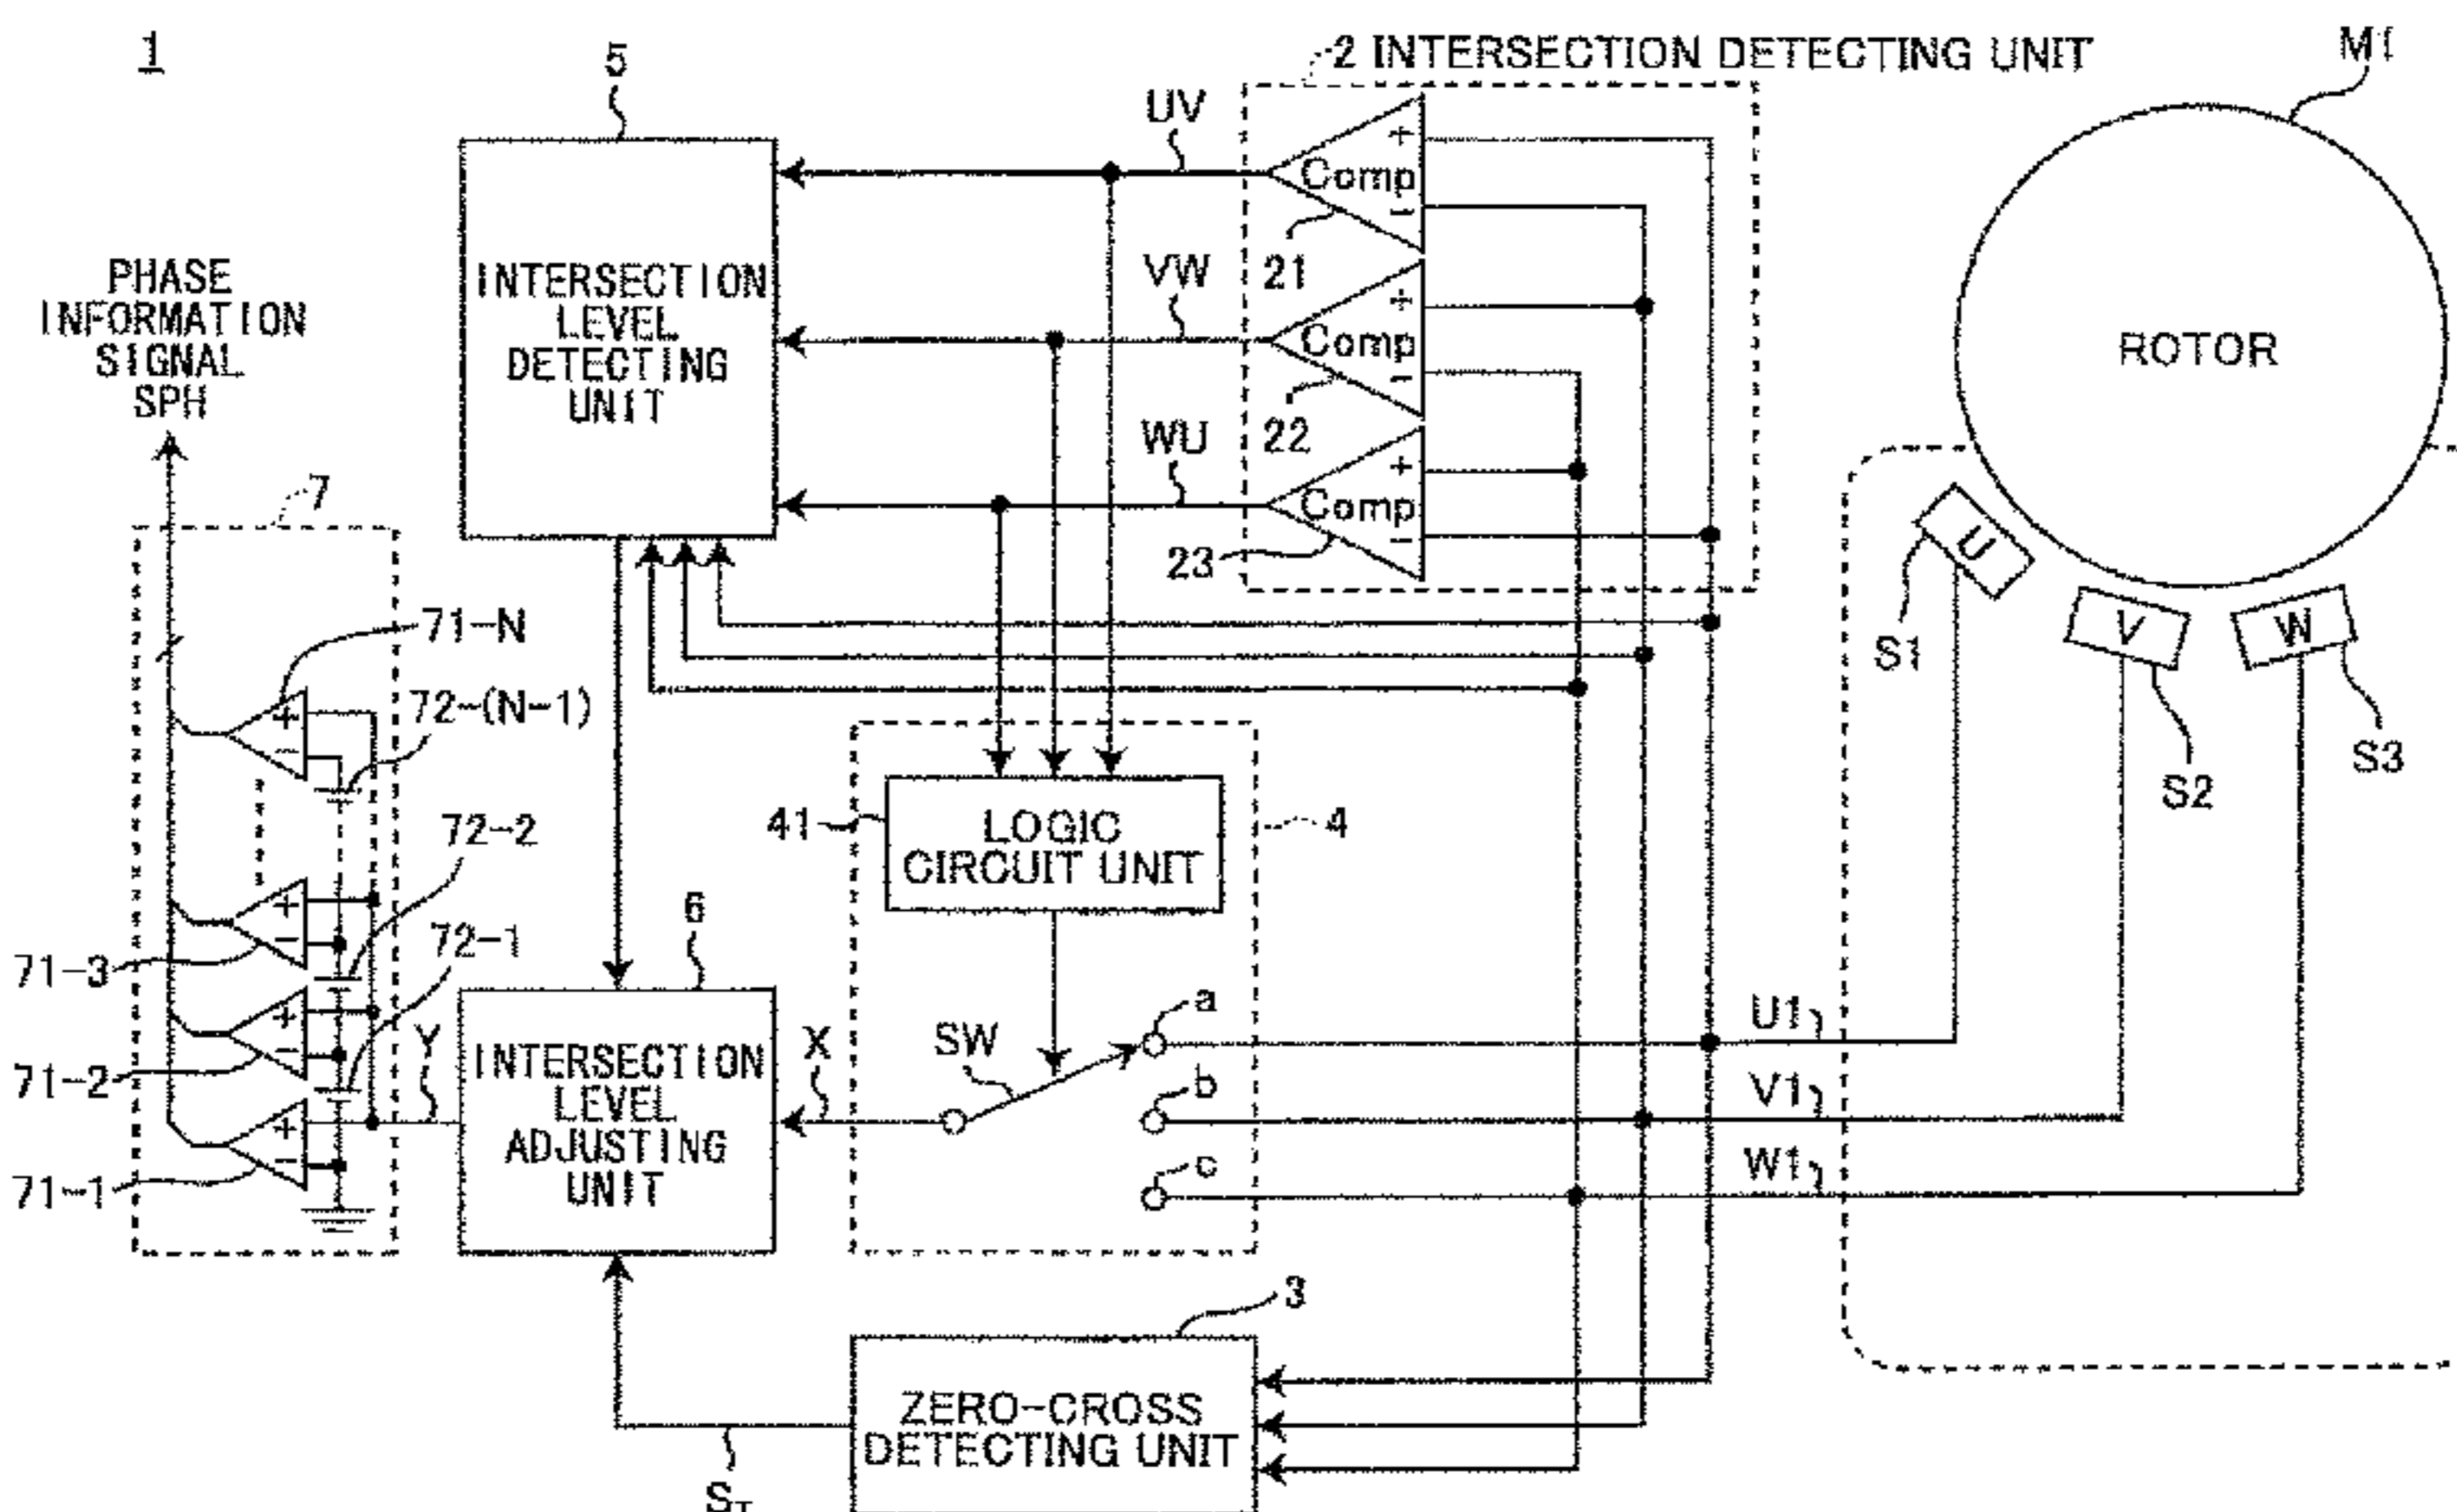 1
5
2 INTERSECTION DETECTING UNIT
M1
UV
+
Comp
−
21
INTERSECTION
LEVEL
DETECTING
UNIT
VW
+
Comp
−
22
WU
+
Comp
−
23
ROTOR
PHASE
INFORMATION
SIGNAL
SPH
7
U
V
W
S1
S2
S3
71-N
72-(N-1)
+
−
72-2
41
LOGIC
CIRCUIT UNIT
4
+
−
71-3
72-1
6
+
−
71-2
Y
INTERSECTION
LEVEL
ADJUSTING
UNIT
X
SW
a
b
c
U1
V1
W1
+
−
71-1
3
ZERO-CROSS
DETECTING UNIT